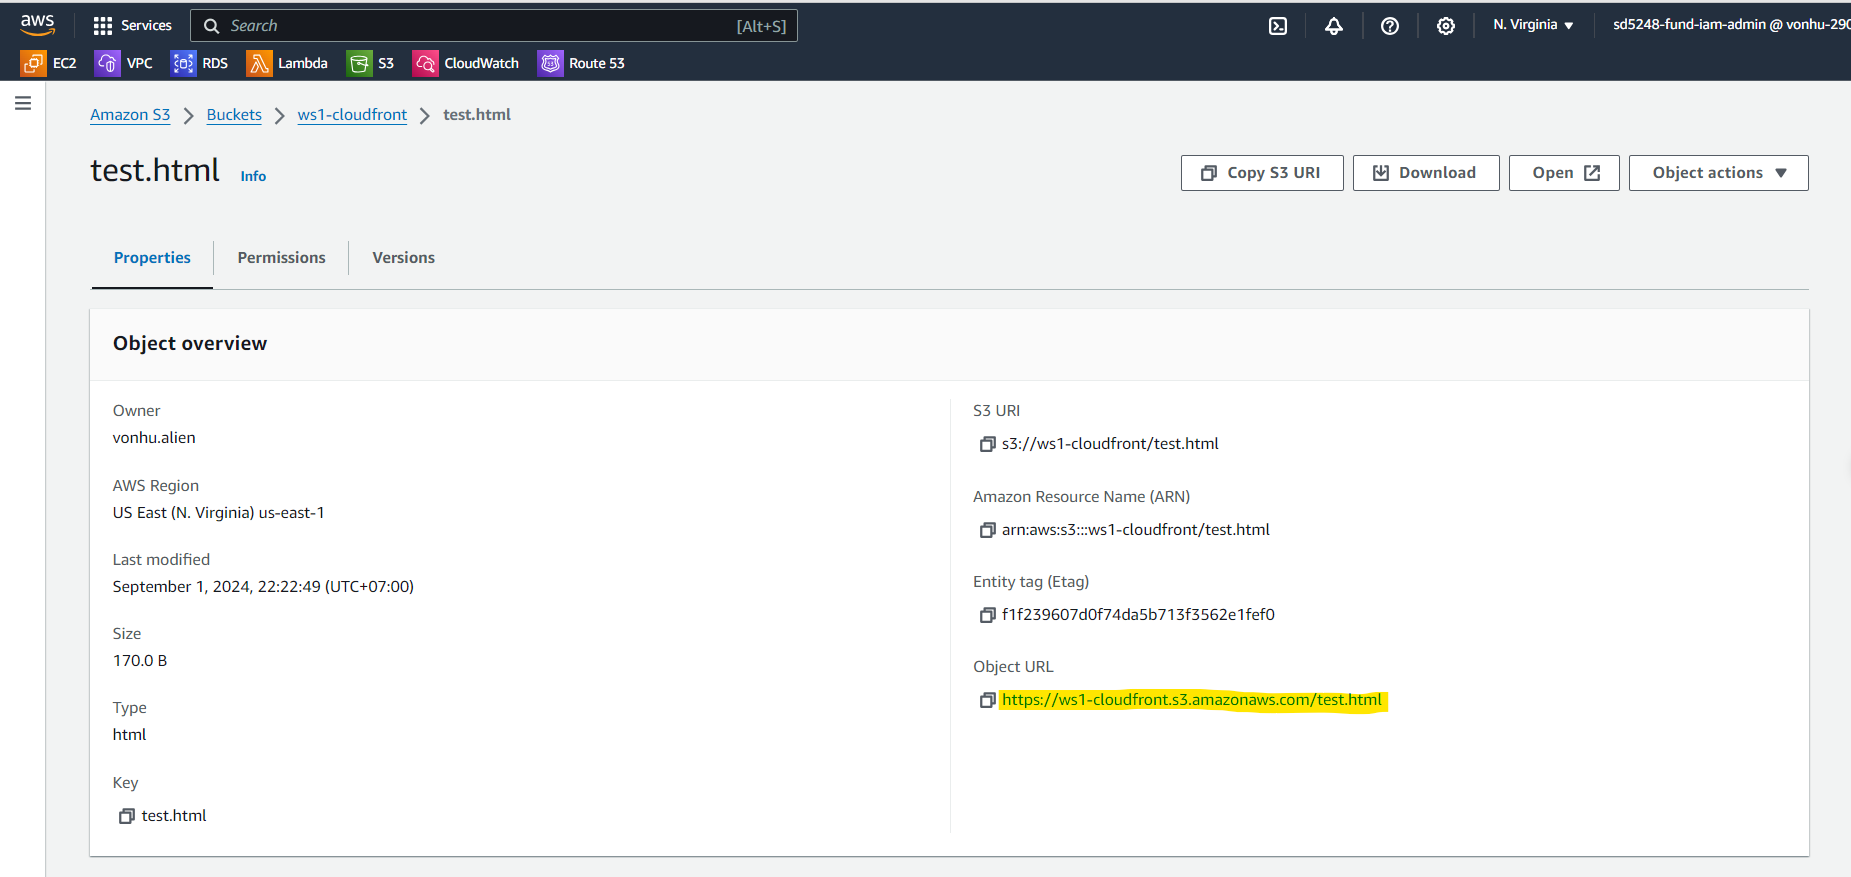 aws Services Search [Alt+S] N. Virginia sd5248-fund-iam-admin @ vonhu-290
EC2 VPC RDS Lambda S3 CloudWatch Route 53
Amazon S3 Buckets ws1-cloudfront test.html
test.html Info Copy S3 URI Download Open Object actions
Properties Permissions Versions
Object overview
Owner
vonhu.alien
AWS Region
US East (N. Virginia) us-east-1
Last modified
September 1, 2024, 22:22:49 (UTC+07:00)
Size
170.0 B
Type
html
Key
test.html
S3 URI
s3://ws1-cloudfront/test.html
Amazon Resource Name (ARN)
arn:aws:s3:::ws1-cloudfront/test.html
Entity tag (Etag)
f1f239607d0f74da5b713f3562e1fef0
Object URL
https://ws1-cloudfront.s3.amazonaws.com/test.html